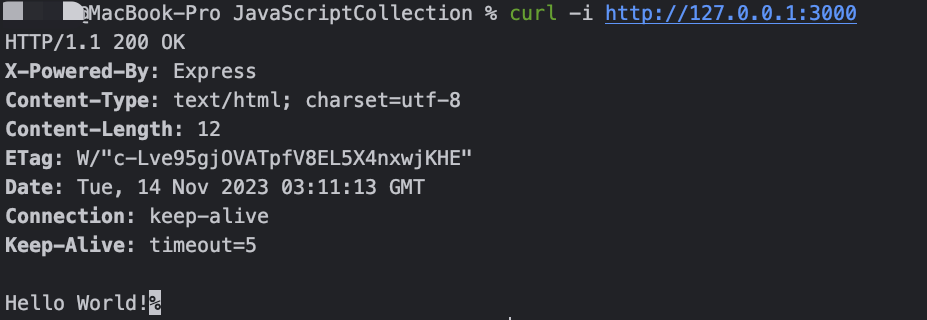 @MacBook-Pro JavaScriptCollection % curl -i http://127.0.0.1:3000
HTTP/1.1 200 OK
X-Powered-By: Express
Content-Type: text/html; charset=utf-8
Content-Length: 12
ETag: W/"c-Lve95gjOVATpfV8EL5X4nxwjKHE"
Date: Tue, 14 Nov 2023 03:11:13 GMT
Connection: keep-alive
Keep-Alive: timeout=5
Hello World!%